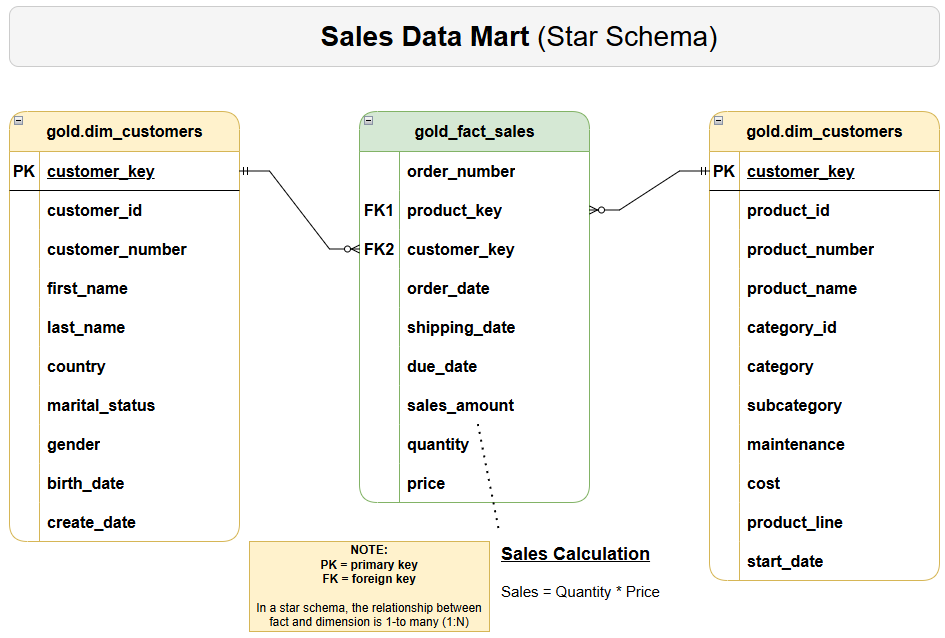 Sales Data Mart (Star Schema)
gold.dim_customers
PK customer_key
customer_id
customer_number
first_name
last_name
country
marital_status
gender
birth_date
create_date
gold_fact_sales
order_number
FK1 product_key
FK2 customer_key
order_date
shipping_date
due_date
sales_amount
quantity
price
gold.dim_customers
PK customer_key
product_id
product_number
product_name
category_id
category
subcategory
maintenance
cost
product_line
start_date
NOTE:
PK = primary key
FK = foreign key
In a star schema, the relationship between
fact and dimension is 1-to many (1:N)
Sales Calculation
Sales = Quantity * Price